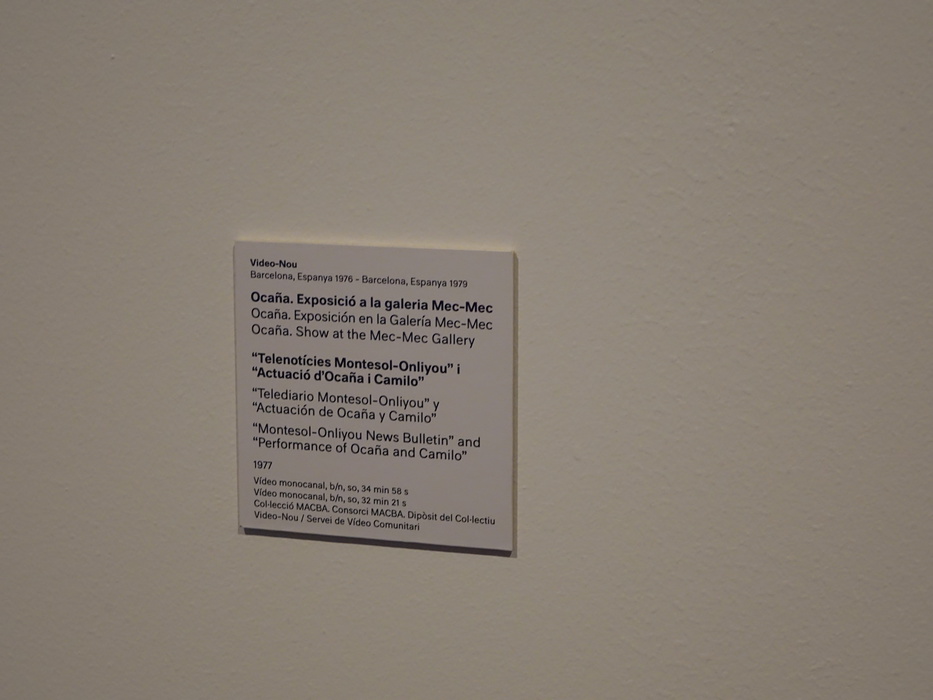 Video-Nou
Barcelona, Espanya 1976 - Barcelona, Espanya 1979
Ocaña. Exposició a la galeria Mec-Mec
Ocaña. Exposición en la Galería Mec-Mec
Ocaña. Show at the Mec-Mec Gallery
“Telenotícies Montesol-Onliyou” i
“Actuació d'Ocaña i Camilo”
“Telediario Montesol-Onliyou” y
“Actuación de Ocaña y Camilo”
“Montesol-Onliyou News Bulletin” and
“Performance of Ocaña and Camilo”
1977
Vídeo monocanal, b/n, so, 34 min 58 s
Vídeo monocanal, b/n, so, 32 min 21 s
Col·lecció MACBA. Consorci MACBA. Dipòsit del Col·lectiu
Video-Nou / Servei de Vídeo Comunitari